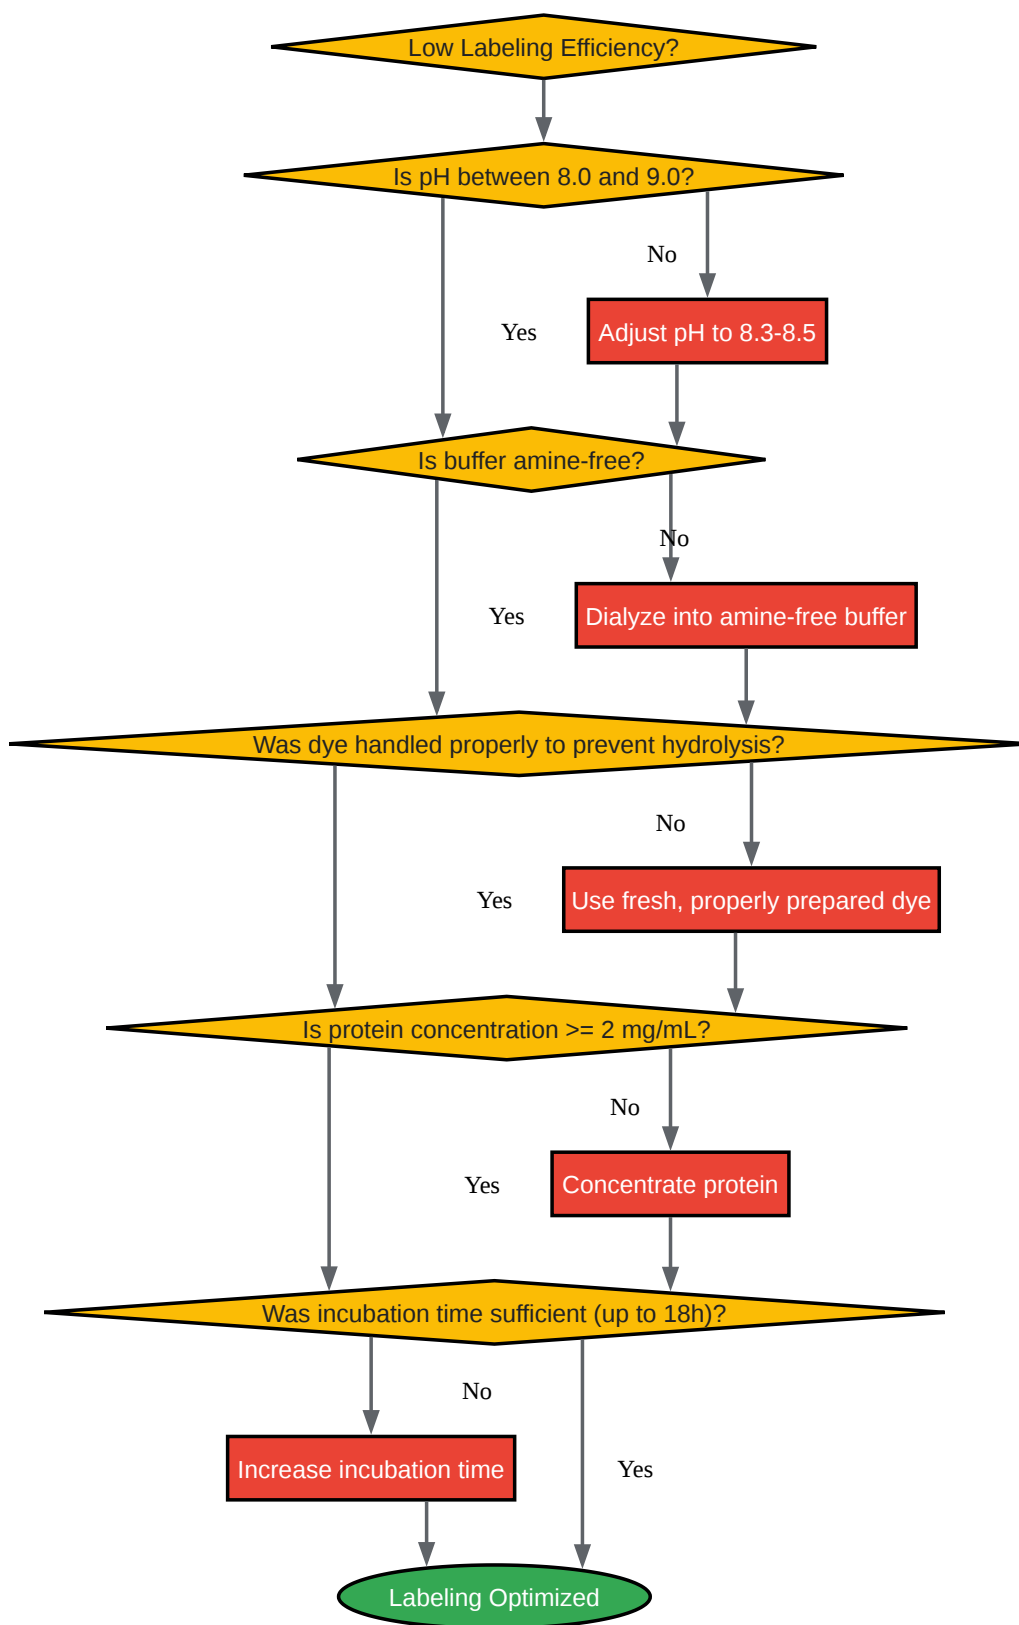 Low Labeling Efficiency?
Is pH between 8.0 and 9.0?
No
Yes
Adjust pH to 8.3-8.5
Is buffer amine-free?
No
Yes
Dialyze into amine-free buffer
Was dye handled properly to prevent hydrolysis?
No
Yes
Use fresh, properly prepared dye
Is protein concentration >= 2 mg/mL?
No
Yes
Concentrate protein
Was incubation time sufficient (up to 18h)?
No
Increase incubation time
Yes
Labeling Optimized